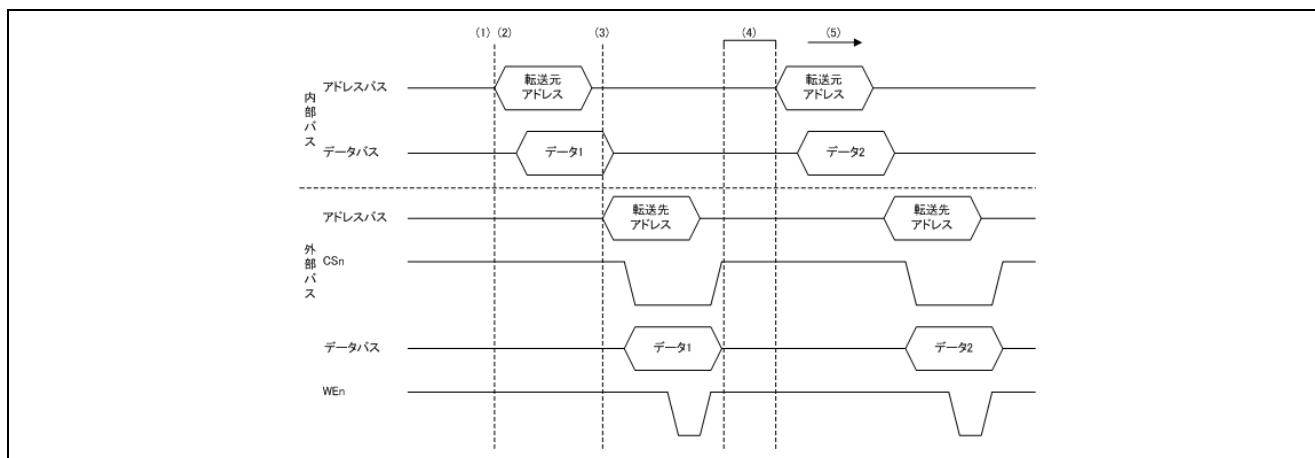 (1) (2) (3) (4) (5)
内部バス
アドレスバス
転送元
アドレス
転送元
アドレス
データバス
データ1
データ2
外部バス
アドレスバス
転送先
アドレス
転送先
アドレス
CSn
データバス
データ1
データ2
WEn